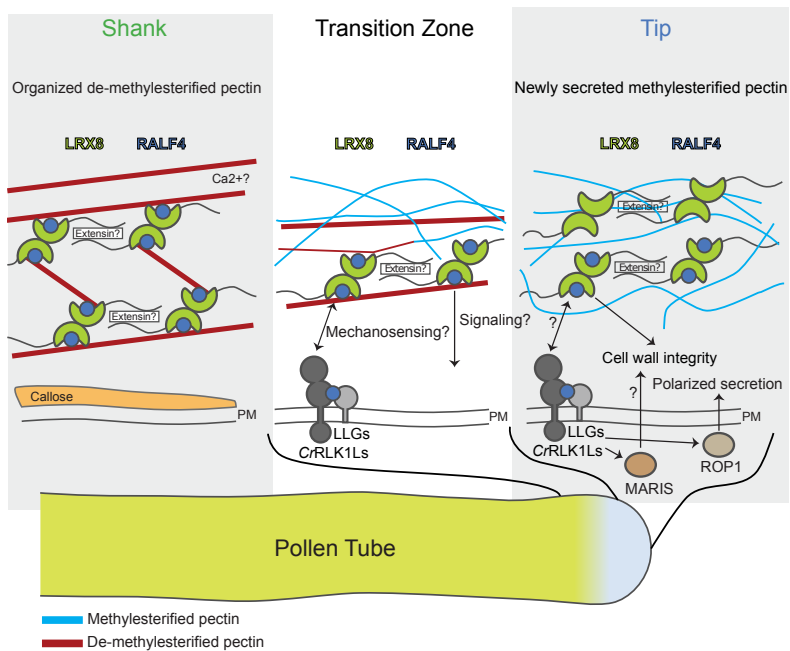 Shank
Transition Zone
Tip
Organized de-methylesterified pectin
Newly secreted methylesterified pectin
LRX8 RALF4
LRX8 RALF4
LRX8 RALF4
Ca2+?
Extensin?
Extensin?
Extensin?
Extensin?
Extensin?
Mechanosensing?
Signaling?
?
Cell wall integrity
?
Polarized secretion
Callose
PM
PM
PM
LLGs
CrRLK1Ls
LLGs
CrRLK1Ls
MARIS
ROP1
Pollen Tube
Methylesterified pectin
De-methylesterified pectin